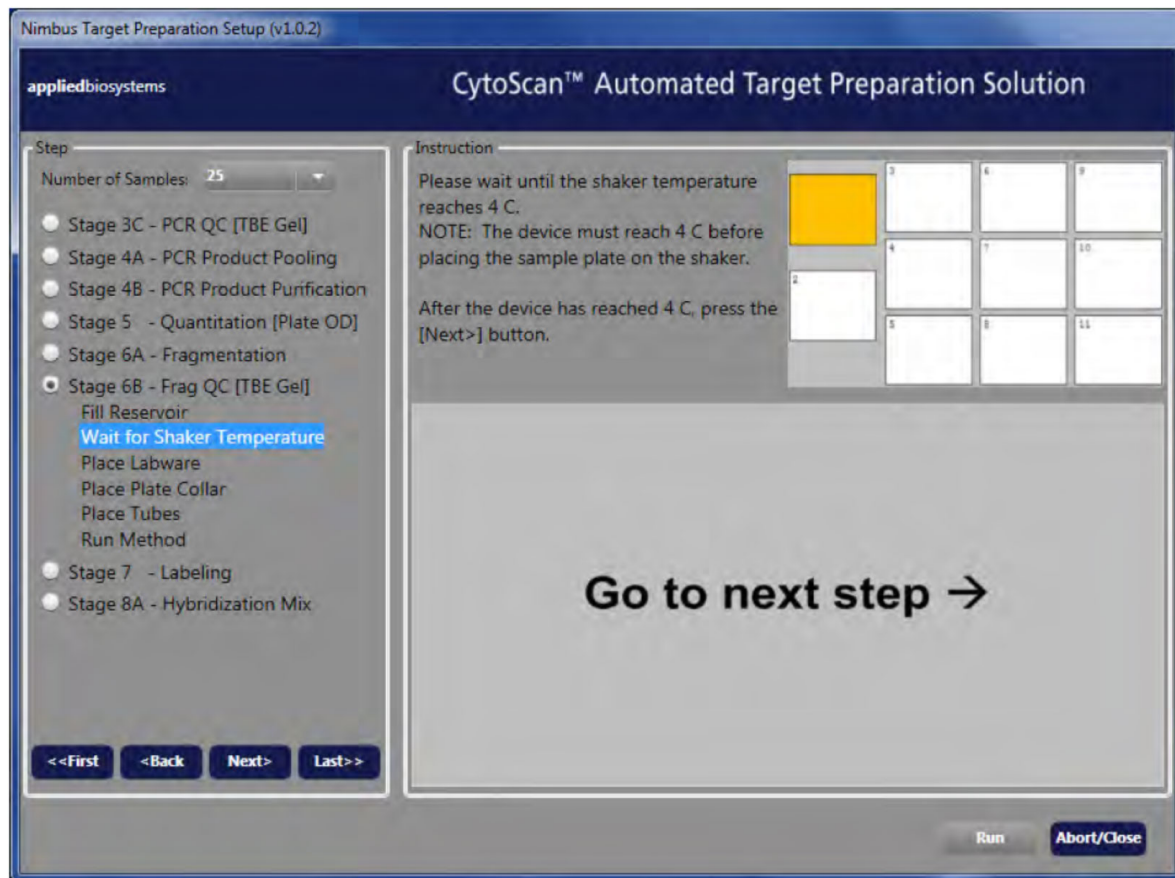 Nimbus Target Preparation Setup (v1.0.2)
appliedbiosystems
CytoScan™ Automated Target Preparation Solution
Step
Number of Samples: 25
Stage 3C - PCR QC [TBE Gel]
Stage 4A - PCR Product Pooling
Stage 4B - PCR Product Purification
Stage 5 - Quantitation [Plate OD]
Stage 6A - Fragmentation
Stage 6B - Frag QC [TBE Gel]
Fill Reservoir
Wait for Shaker Temperature
Place Labware
Place Plate Collar
Place Tubes
Run Method
Stage 7 - Labeling
Stage 8A - Hybridization Mix
<<First <Back Next> Last>>
Instruction
Please wait until the shaker temperature
reaches 4 C.
NOTE: The device must reach 4 C before
placing the sample plate on the shaker.
After the device has reached 4 C, press the
[Next>] button.
3 6 9
4 7 10
2
5 8 11
Go to next step →
Run Abort/Close